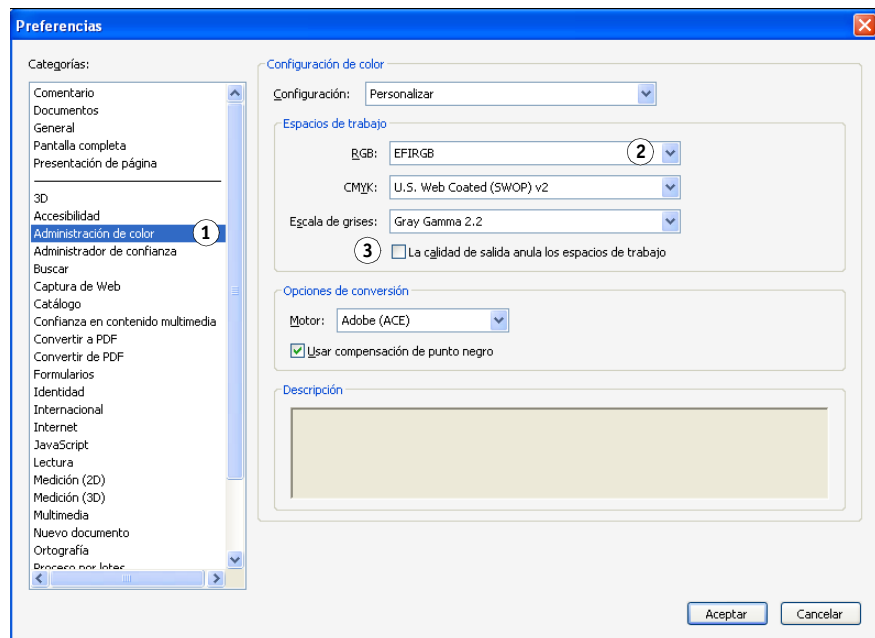 Preferencias
Categorías:
Comentario
Documentos
General
Pantalla completa
Presentación de página
3D
Accesibilidad
Administración de color
1
Administrador de confianza
Buscar
Captura de Web
Catálogo
Confianza en contenido multimedia
Convertir a PDF
Convertir de PDF
Formularios
Identidad
Internacional
Internet
JavaScript
Lectura
Medición (2D)
Medición (3D)
Multimedia
Nuevo documento
Ortografía
Proceso por lotes
Configuración de color
Configuración: Personalizar
Espacios de trabajo
RGB: EFIRGB 2
CMYK: U.S. Web Coated (SWOP) v2
Escala de grises: Gray Gamma 2.2
3 La calidad de salida anula los espacios de trabajo
Opciones de conversión
Motor: Adobe (ACE)
Usar compensación de punto negro
Descripción
Aceptar Cancelar